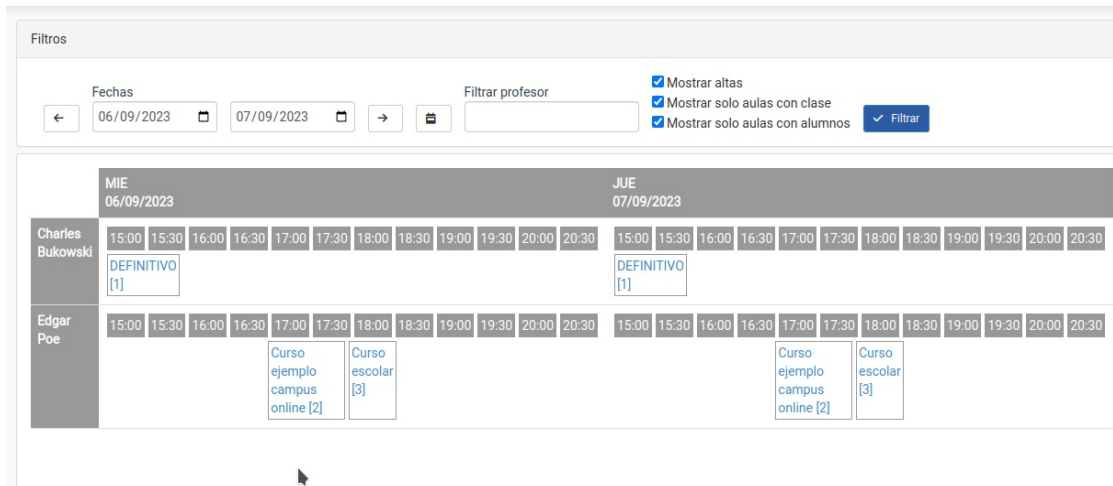 Filtros
Fechas
Filtrar profesor
Mostrar altas
06/09/2023
07/09/2023
Mostrar solo aulas con clase
Mostrar solo aulas con alumnos
Filtrar
MIE
06/09/2023
JUE
07/09/2023
Charles
Bukowski
15:00 15:30 16:00 16:30 17:00 17:30 18:00 18:30 19:00 19:30 20:00 20:30
15:00 15:30 16:00 16:30 17:00 17:30 18:00 18:30 19:00 19:30 20:00 20:30
DEFINITIVO
[1]
DEFINITIVO
[1]
Edgar
Poe
15:00 15:30 16:00 16:30 17:00 17:30 18:00 18:30 19:00 19:30 20:00 20:30
15:00 15:30 16:00 16:30 17:00 17:30 18:00 18:30 19:00 19:30 20:00 20:30
Curso
ejemplo
campus
online [2]
Curso
escolar
[3]
Curso
ejemplo
campus
online [2]
Curso
escolar
[3]